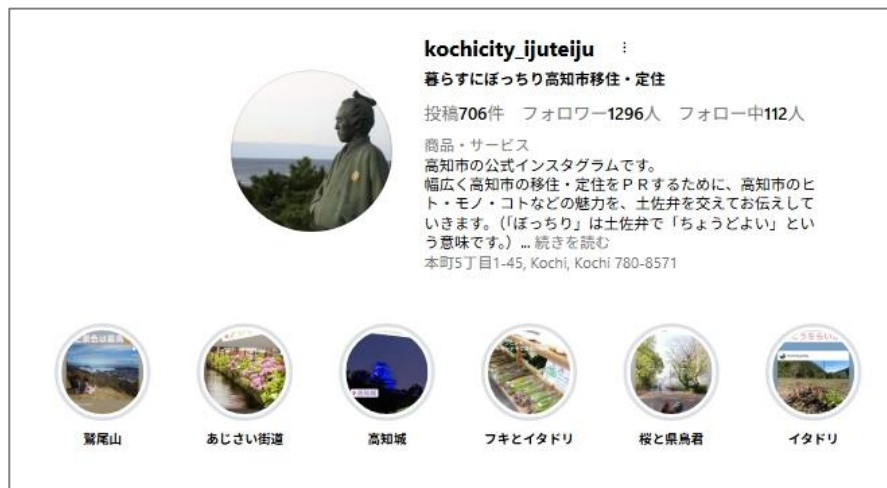 kochicity_ijuteiju
暮らすにぼっちり高知市移住・定住
投稿706件 フォロワー1296人 フォロー中112人
商品・サービス
高知市の公式インスタグラムです。
幅広く高知市の移住・定住をＰＲするために、高知市のヒ
ト・モノ・コトなどの魅力を、土佐弁を交えてお伝えして
いきます。（「ぼっちり」は土佐弁で「ちょうどよい」とい
う意味です。） ... 続きを読む
本町5丁目1-45, Kochi, Kochi 780-8571
鷲尾山
あじさい街道
高知城
フキとイタドリ
桜と県鳥君
イタドリ